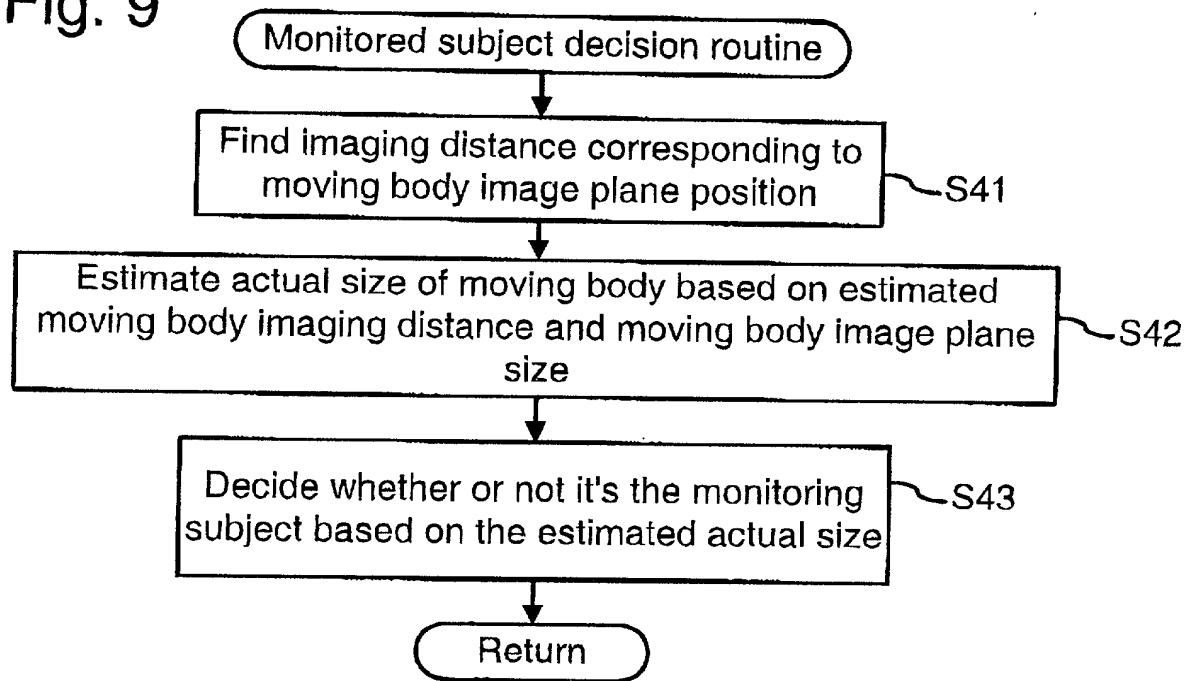 Fig. 9
Monitored subject decision routine
Find imaging distance corresponding to
moving body image plane position
S41
Estimate actual size of moving body based on estimated
moving body imaging distance and moving body image plane
size
S42
Decide whether or not it's the monitoring
subject based on the estimated actual size
S43
Return